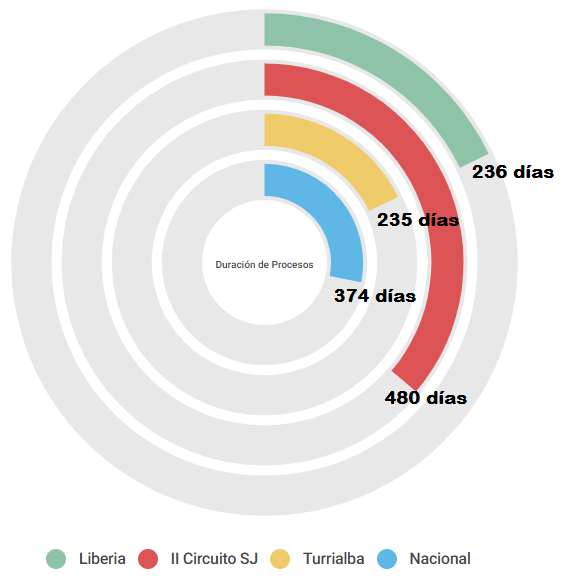 236 días
235 días
Duración de Procesos
374 días
480 días
Liberia
II Circuito SJ
Turrialba
Nacional